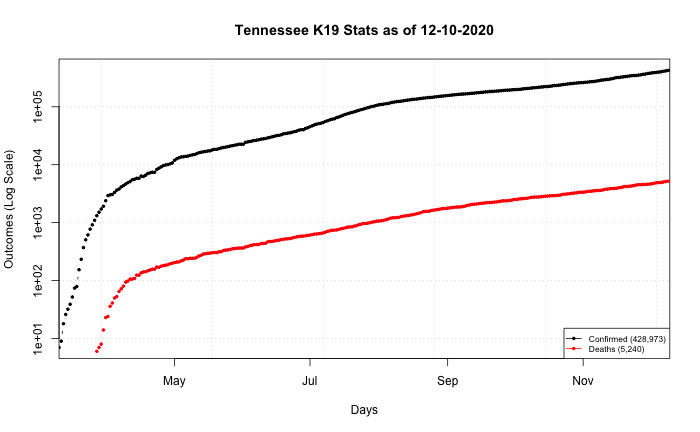 Tennessee K19 Stats as of 12-10-2020
Outcomes (Log Scale)
1e+05
1e+04
1e+03
1e+02
1e+01
May Jul Sep Nov
Days
Confirmed (428,973)
Deaths (5,240)